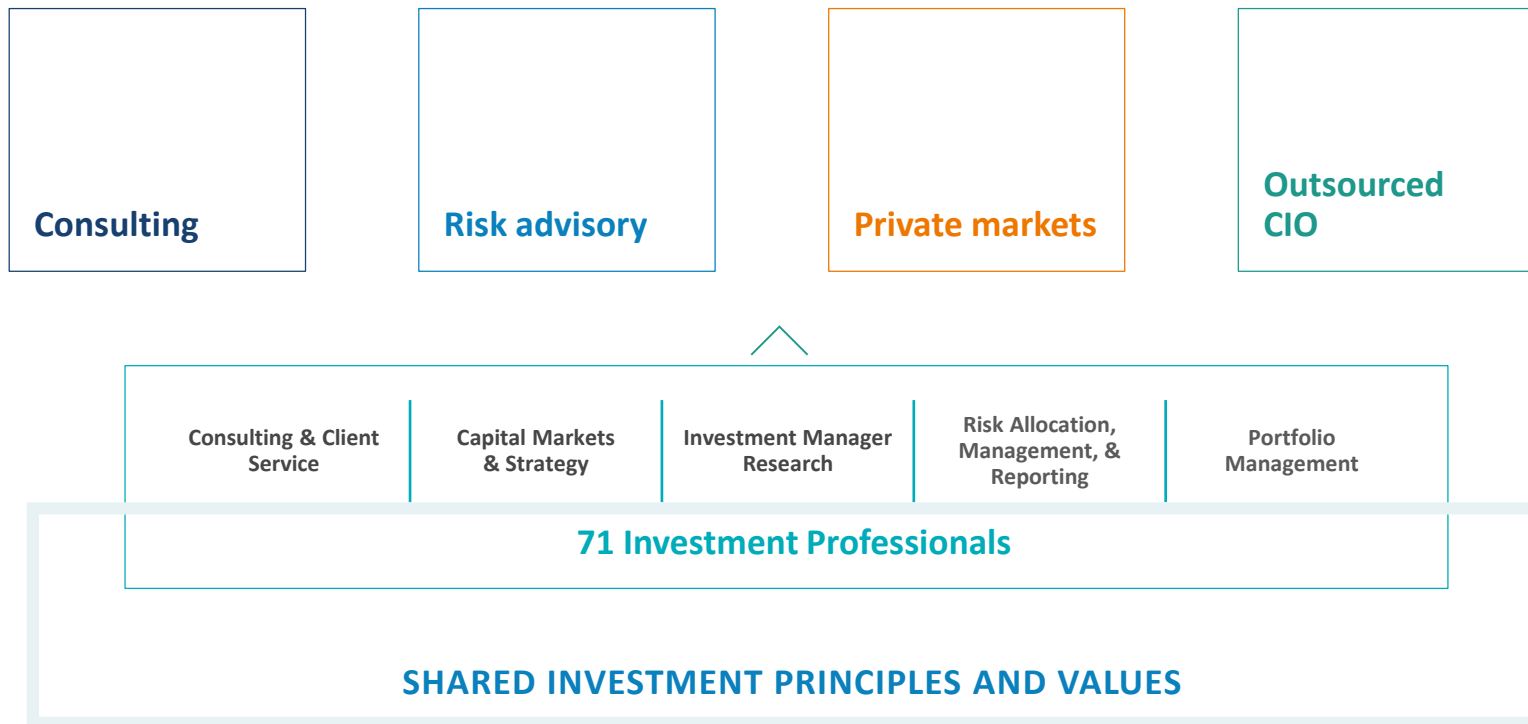 Consulting
Risk advisory
Private markets
Outsourced
CIO
Consulting & Client
Service
Capital Markets
& Strategy
Investment Manager
Research
Risk Allocation,
Management, &
Reporting
Portfolio
Management
71 Investment Professionals
SHARED INVESTMENT PRINCIPLES AND VALUES